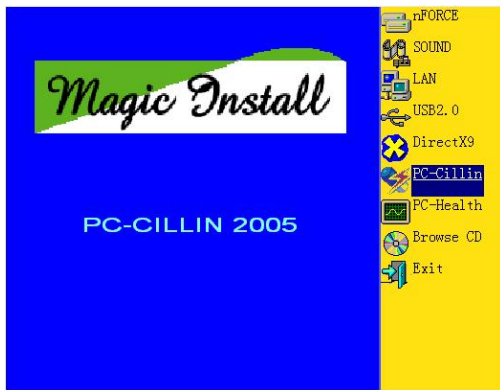 Magic Install
PC-CILLIN 2005
nFORCE
SOUND
LAN
USB2.0
DirectX9
PC-Cillin
PC-Health
Browse CD
Exit